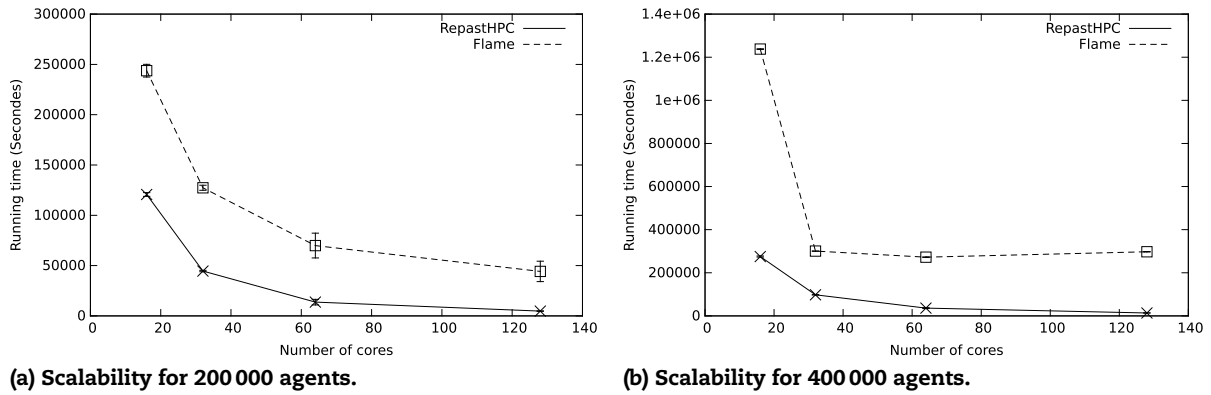 300000
250000
200000
150000
100000
50000
0
0 20 40 60 80 100 120 140
Running time (Secondes)
Number of cores
RepastHPC
Flame
(a) Scalability for 200 000 agents.
1.4e+06
1.2e+06
1e+06
800000
600000
400000
200000
0
0 20 40 60 80 100 120 140
Running time (Secondes)
Number of cores
RepastHPC
Flame
(b) Scalability for 400 000 agents.